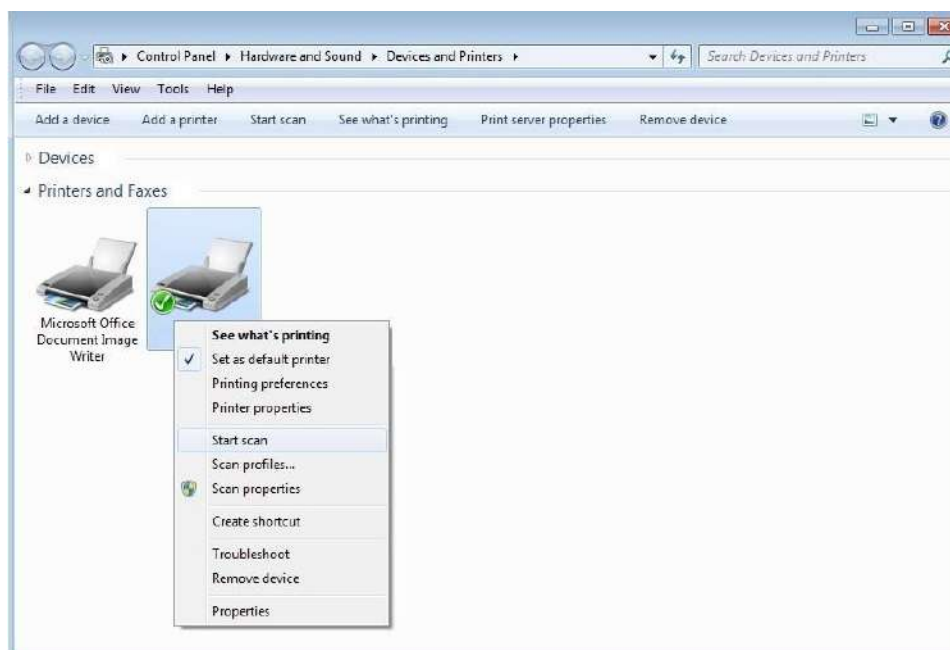 Control Panel Hardware and Sound Devices and Printers Search Devices and Printers
File Edit View Tools Help
Add a device Add a printer Start scan See what's printing Print server properties Remove device
Devices
Printers and Faxes
Microsoft Office
Document Image
Writer
See what's printing
Set as default printer
Printing preferences
Printer properties
Start scan
Scan profiles...
Scan properties
Create shortcut
Troubleshoot
Remove device
Properties